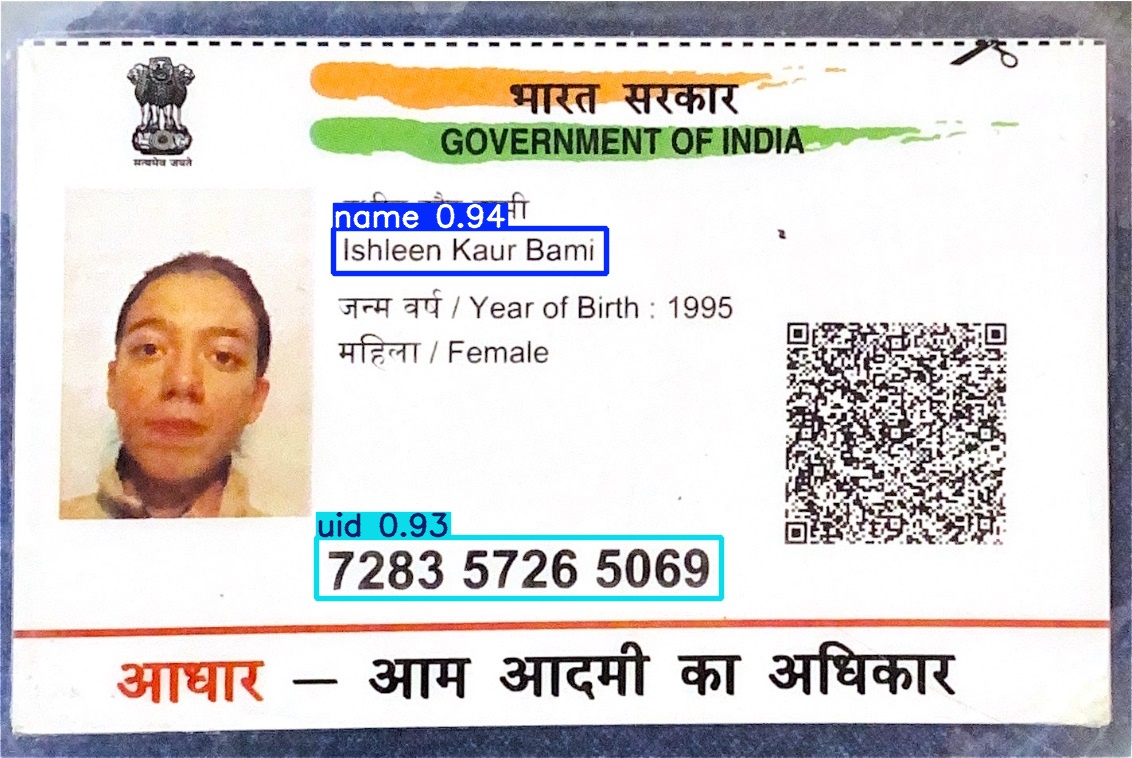 भारत सरकार
GOVERNMENT OF INDIA
सत्यमेव जयते
name 0.94
Ishleen Kaur Bami
जन्म वर्ष / Year of Birth : 1995
महिला / Female
uid 0.93
7283 5726 5069
आधार — आम आदमी का अधिकार